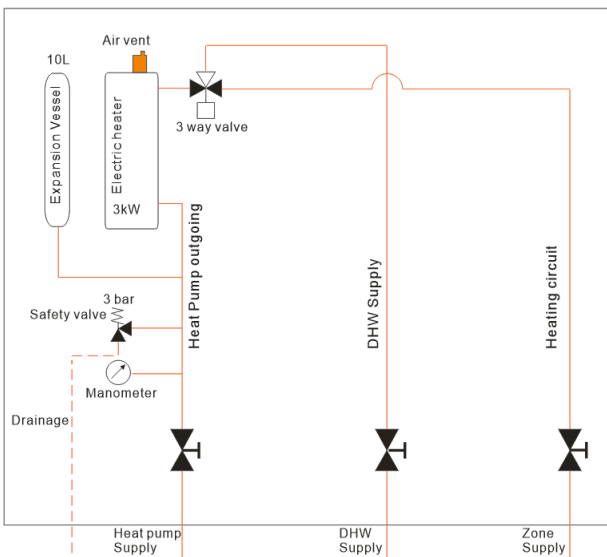 Air vent
10L
Expansion Vessel
Electric heater
3kW
3 way valve
Heat Pump outgoing
DHW Supply
Heating circuit
3 bar
Safety valve
Manometer
Drainage
Heat pump
Supply
DHW
Supply
Zone
Supply